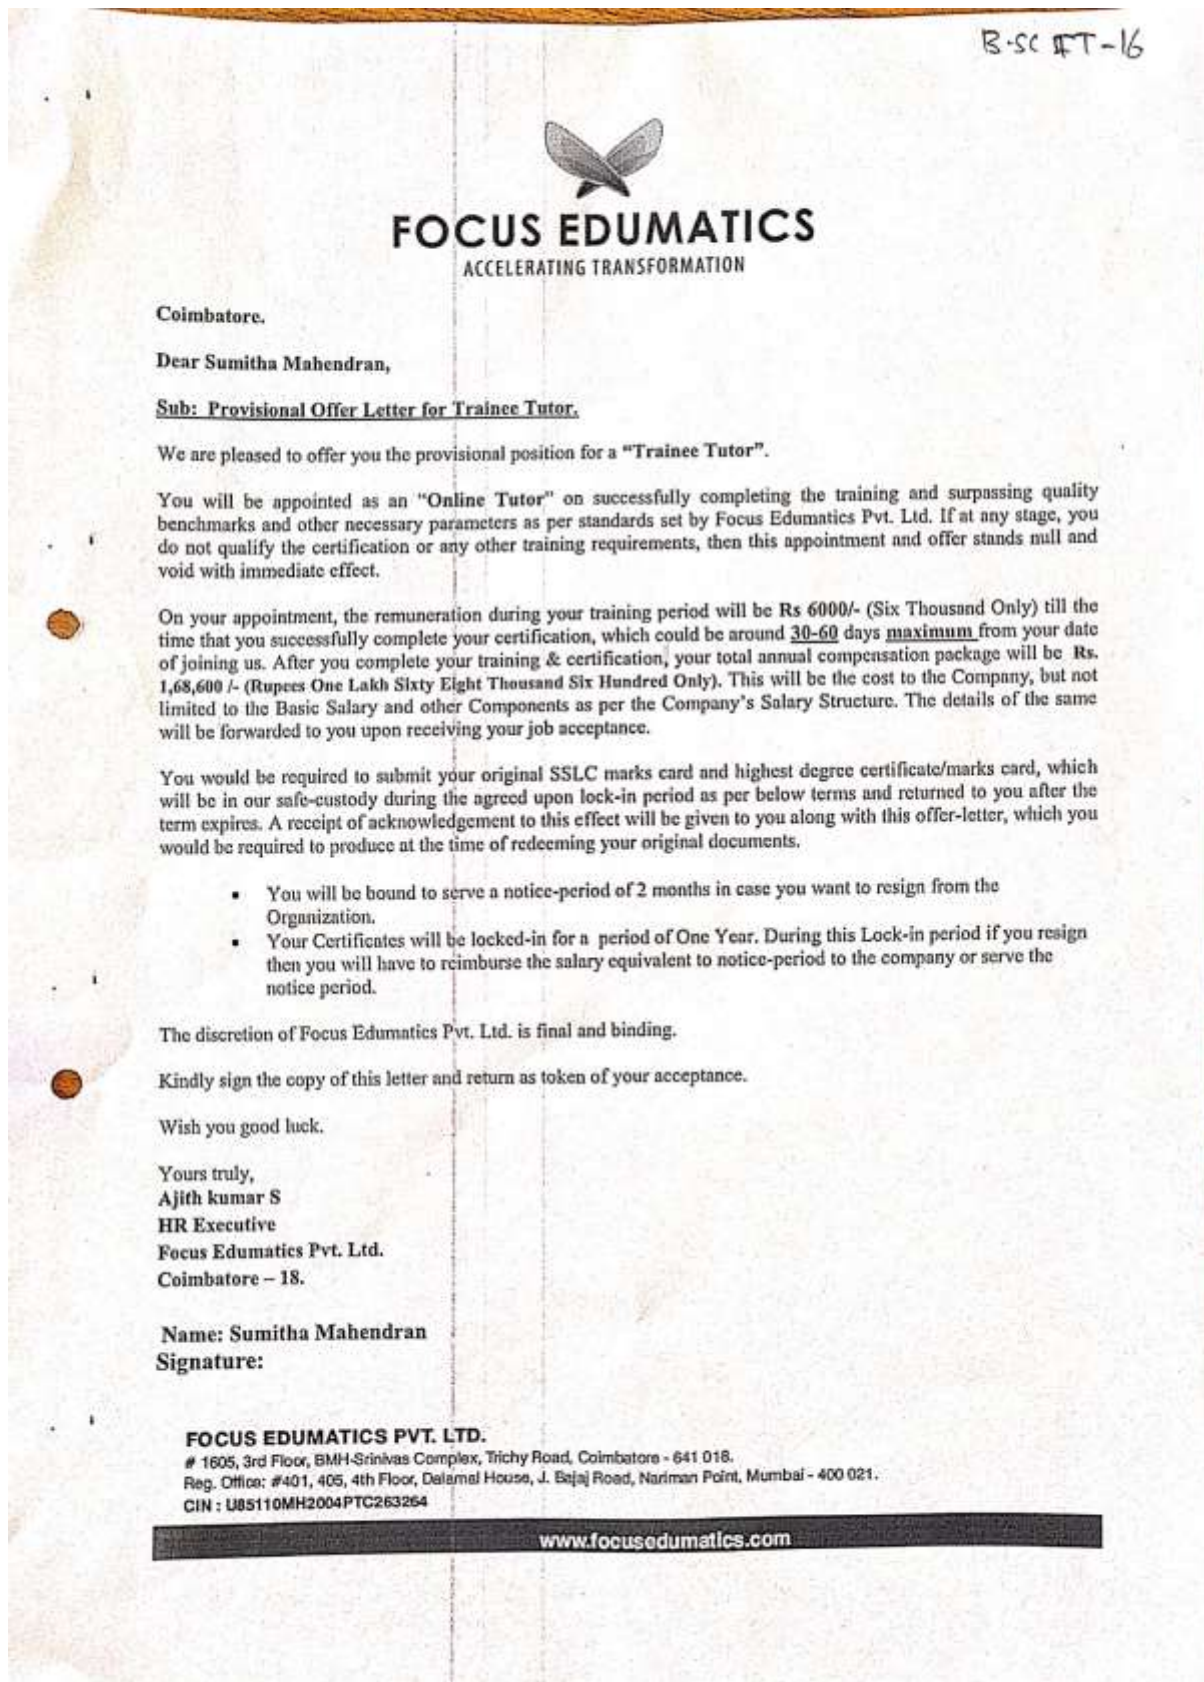 B.SC IT-16
FOCUS EDUMATICS
ACCELERATING TRANSFORMATION
Coimbatore.
Dear Sumitha Mahendran,
Sub: Provisional Offer Letter for Trainee Tutor.
We are pleased to offer you the provisional position for a “Trainee Tutor”.
You will be appointed as an “Online Tutor” on successfully completing the training and surpassing quality
benchmarks and other necessary parameters as per standards set by Focus Edumatics Pvt. Ltd. If at any stage, you
do not qualify the certification or any other training requirements, then this appointment and offer stands null and
void with immediate effect.
On your appointment, the remuneration during your training period will be Rs 6000/- (Six Thousand Only) till the
time that you successfully complete your certification, which could be around 30-60 days maximum from your date
of joining us. After you complete your training & certification, your total annual compensation package will be Rs.
1,68,600 /- (Rupees One Lakh Sixty Eight Thousand Six Hundred Only). This will be the cost to the Company, but not
limited to the Basic Salary and other Components as per the Company’s Salary Structure. The details of the same
will be forwarded to you upon receiving your job acceptance.
You would be required to submit your original SSLC marks card and highest degree certificate/marks card, which
will be in our safe-custody during the agreed upon lock-in period as per below terms and returned to you after the
term expires. A receipt of acknowledgement to this effect will be given to you along with this offer-letter, which you
would be required to produce at the time of redeeming your original documents.
• You will be bound to serve a notice-period of 2 months in case you want to resign from the
Organization.
• Your Certificates will be locked-in for a period of One Year. During this Lock-in period if you resign
then you will have to reimburse the salary equivalent to notice-period to the company or serve the
notice period.
The discretion of Focus Edumatics Pvt. Ltd. is final and binding.
Kindly sign the copy of this letter and return as token of your acceptance.
Wish you good luck.
Yours truly,
Ajith kumar S
HR Executive
Focus Edumatics Pvt. Ltd.
Coimbatore – 18.
Name: Sumitha Mahendran
Signature:
FOCUS EDUMATICS PVT. LTD.
# 1605, 3rd Floor, BMH-Srinivas Complex, Trichy Road, Coimbatore - 641 018.
Reg. Office: #401, 405, 4th Floor, Dalamal House, J. Bajaj Road, Nariman Point, Mumbai - 400 021.
CIN : U85110MH2004PTC263264
www.focusedumatics.com